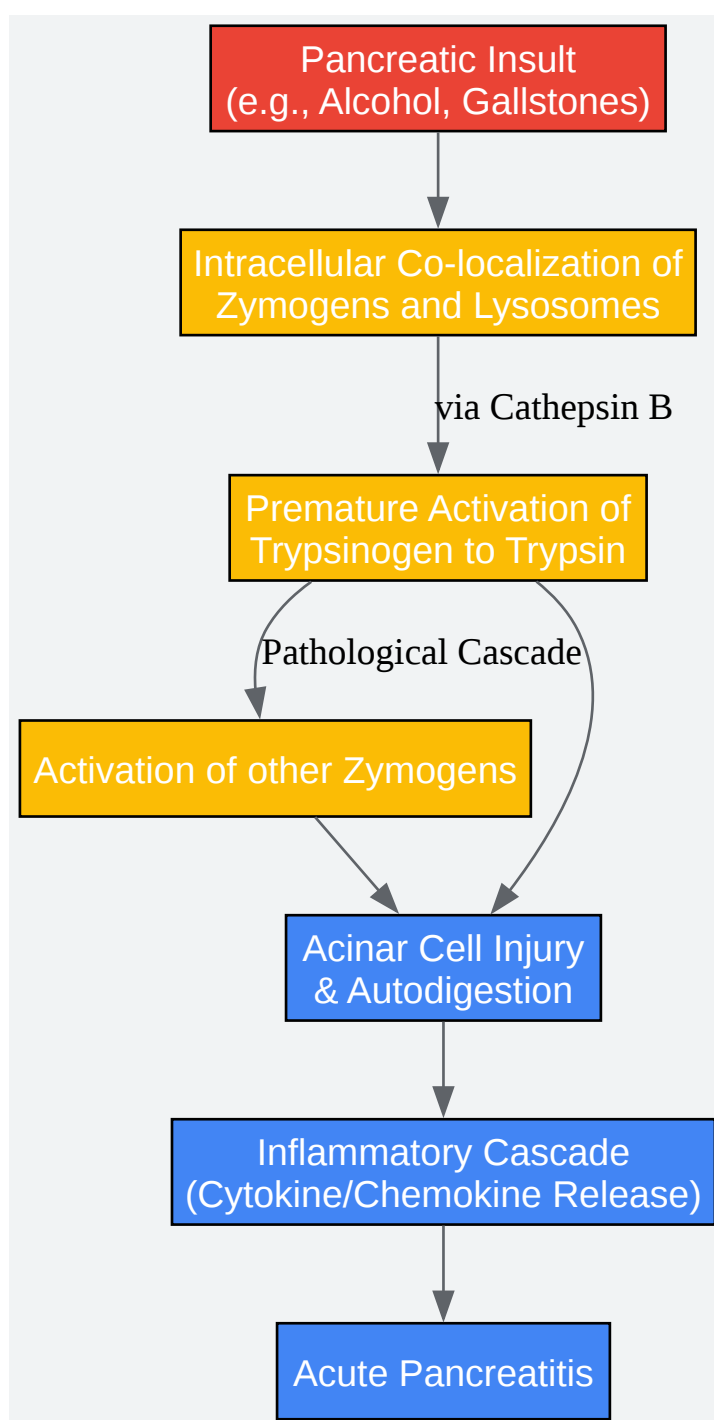 Pancreatic Insult
(e.g., Alcohol, Gallstones)
Intracellular Co-localization of
Zymogens and Lysosomes
via Cathepsin B
Premature Activation of
Trypsinogen to Trypsin
Pathological Cascade
Activation of other Zymogens
Acinar Cell Injury
& Autodigestion
Inflammatory Cascade
(Cytokine/Chemokine Release)
Acute Pancreatitis